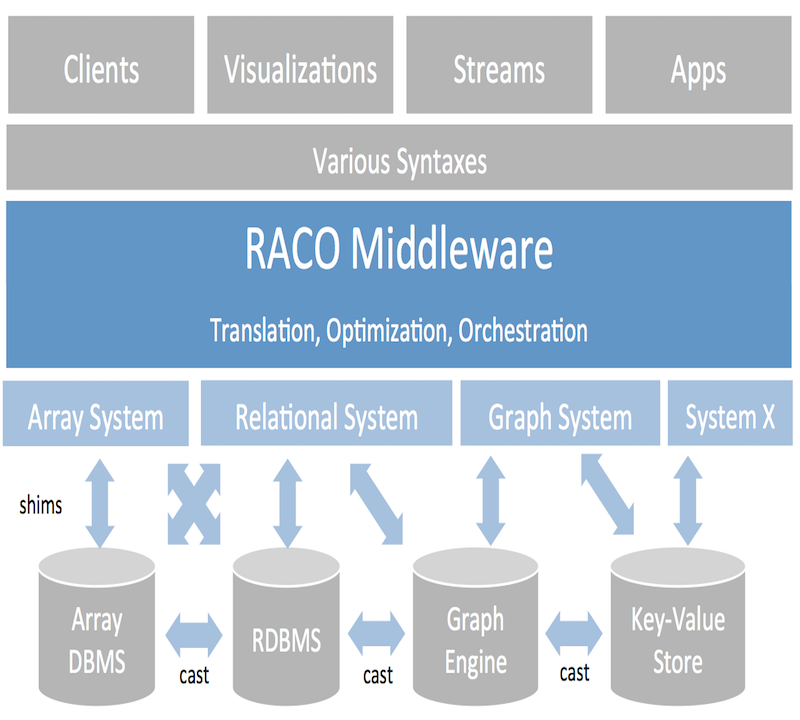 Clients
Visualizations
Streams
Apps
Various Syntaxes
RACO Middleware
Translation, Optimization, Orchestration
Array System
Relational System
Graph System
System X
shims
Array
DBMS
RDBMS
Graph
Engine
Key-Value
Store
cast
cast
cast